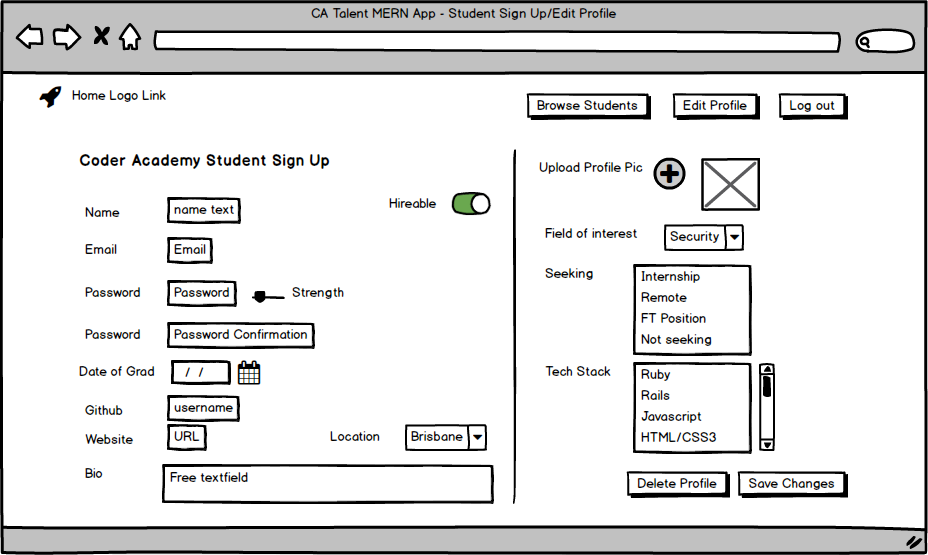 CA Talent MERN App - Student Sign Up/Edit Profile
Home Logo Link
Browse Students
Edit Profile
Log out
Coder Academy Student Sign Up
Name
name text
Hireable
Email
Email
Password
Password
Strength
Password
Password Confirmation
Date of Grad
/ /
Github
username
Website
URL
Location
Brisbane
Bio
Free textfield
Upload Profile Pic
Field of interest
Security
Seeking
Internship
Remote
FT Position
Not seeking
Tech Stack
Ruby
Rails
Javascript
HTML/CSS3
Delete Profile
Save Changes